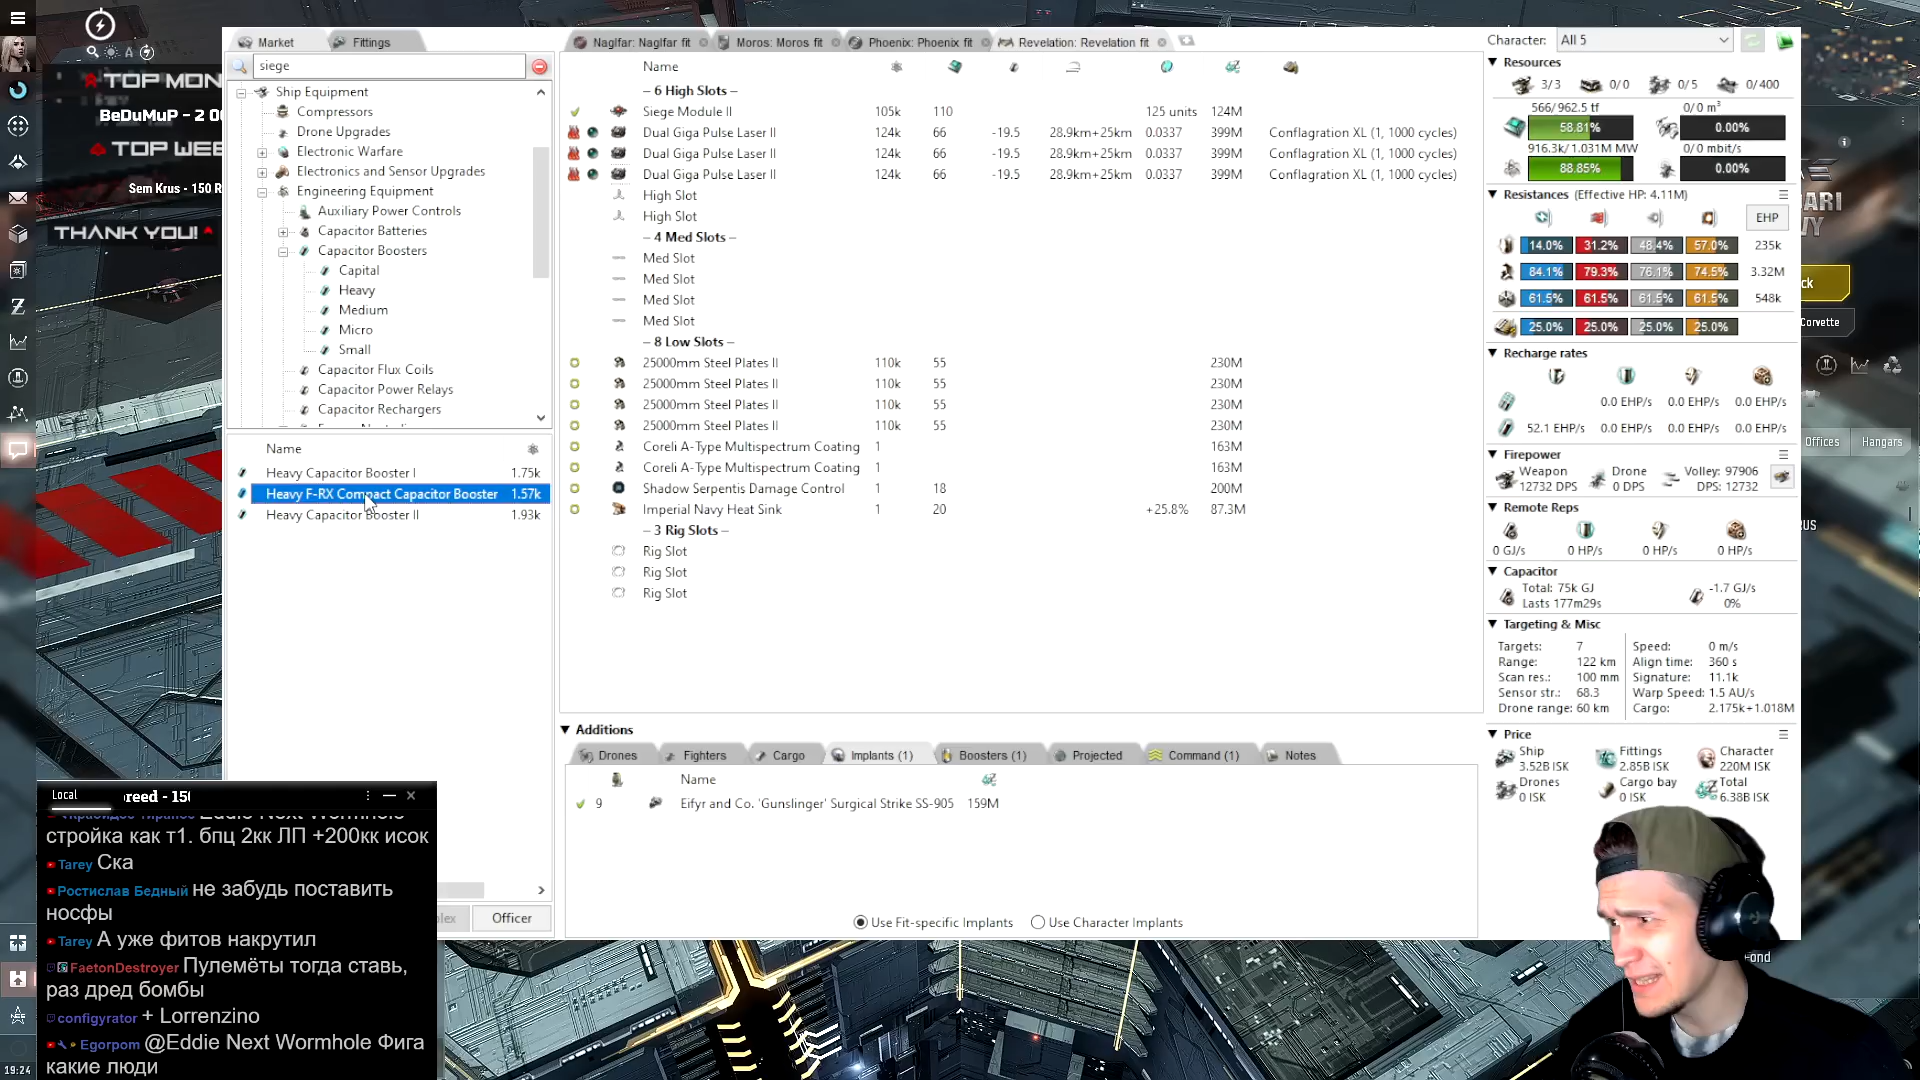 TOP MON
BeDuMuP - 2 0
TOP WEE
Sem Krus - 150 R
THANK YOU!
19:24
Market
Fittings
siege
Ship Equipment
Compressors
Drone Upgrades
Electronic Warfare
Electronics and Sensor Upgrades
Engineering Equipment
Auxiliary Power Controls
Capacitor Batteries
Capacitor Boosters
Capital
Heavy
Medium
Micro
Small
Capacitor Flux Coils
Capacitor Power Relays
Capacitor Rechargers
Name
Heavy Capacitor Booster I 1.75k
Heavy F-RX Compact Capacitor Booster 1.57k
Heavy Capacitor Booster II 1.93k
Officer
Naglfar: Naglfar fit
Moros: Moros fit
Phoenix: Phoenix fit
Revelation: Revelation fit
Name
– 6 High Slots –
Siege Module II 105k 110 125 units 124M
Dual Giga Pulse Laser II 124k 66 -19.5 28.9km+25km 0.0337 399M Conflagration XL (1, 1000 cycles)
Dual Giga Pulse Laser II 124k 66 -19.5 28.9km+25km 0.0337 399M Conflagration XL (1, 1000 cycles)
Dual Giga Pulse Laser II 124k 66 -19.5 28.9km+25km 0.0337 399M Conflagration XL (1, 1000 cycles)
High Slot
High Slot
– 4 Med Slots –
Med Slot
Med Slot
Med Slot
Med Slot
– 8 Low Slots –
25000mm Steel Plates II 110k 55 230M
25000mm Steel Plates II 110k 55 230M
25000mm Steel Plates II 110k 55 230M
25000mm Steel Plates II 110k 55 230M
Coreli A-Type Multispectrum Coating 1 163M
Coreli A-Type Multispectrum Coating 1 163M
Shadow Serpentis Damage Control 1 18 200M
Imperial Navy Heat Sink 1 20 +25.8% 87.3M
– 3 Rig Slots –
Rig Slot
Rig Slot
Rig Slot
Additions
Drones Fighters Cargo Implants (1) Boosters (1) Projected Command (1) Notes
Name
9 Eifyr and Co. 'Gunslinger' Surgical Strike SS-905 159M
Use Fit-specific Implants Use Character Implants
Character: All 5
Resources
3/3 0/0 0/5 0/400
566/962.5 tf 0/0 m³
58.81% 0.00%
916.3k/1.031M MW 0/0 mbit/s
88.85% 0.00%
Resistances (Effective HP: 4.11M)
EHP
14.0% 31.2% 48.4% 57.0% 235k
84.1% 79.3% 76.1% 74.5% 3.32M
61.5% 61.5% 61.5% 61.5% 548k
25.0% 25.0% 25.0% 25.0%
Recharge rates
0.0 EHP/s 0.0 EHP/s 0.0 EHP/s
52.1 EHP/s 0.0 EHP/s 0.0 EHP/s 0.0 EHP/s
Firepower
Weapon Drone Volley: 97906
12732 DPS 0 DPS DPS: 12732
Remote Reps
0 GJ/s 0 HP/s 0 HP/s 0 HP/s
Capacitor
Total: 75k GJ -1.7 GJ/s
Lasts 177m29s 0%
Targeting & Misc
Targets: 7 Speed: 0 m/s
Range: 122 km Align time: 360 s
Scan res.: 100 mm Signature: 11.1k
Sensor str.: 68.3 Warp Speed: 1.5 AU/s
Drone range: 60 km Cargo: 2.175k+1.018M
Price
Ship Fittings Character
3.52B ISK 2.85B ISK 220M ISK
Drones Cargo bay Total
0 ISK 0 ISK 6.38B ISK
Corvette
Offices Hangars
Local
reed - 15
Eddie Next Wormhole
стройка как т1. бпц 2кк ЛП +200кк исок
Tarey Ска
Ростислав Бедный не забудь поставить
носфы
Tarey А уже фитов накрутил
FaetonDestroyer Пулемёты тогда ставь,
раз дред бомбы
configyrator + Lorrenzino
Egorpom @Eddie Next Wormhole Фига
какие люди